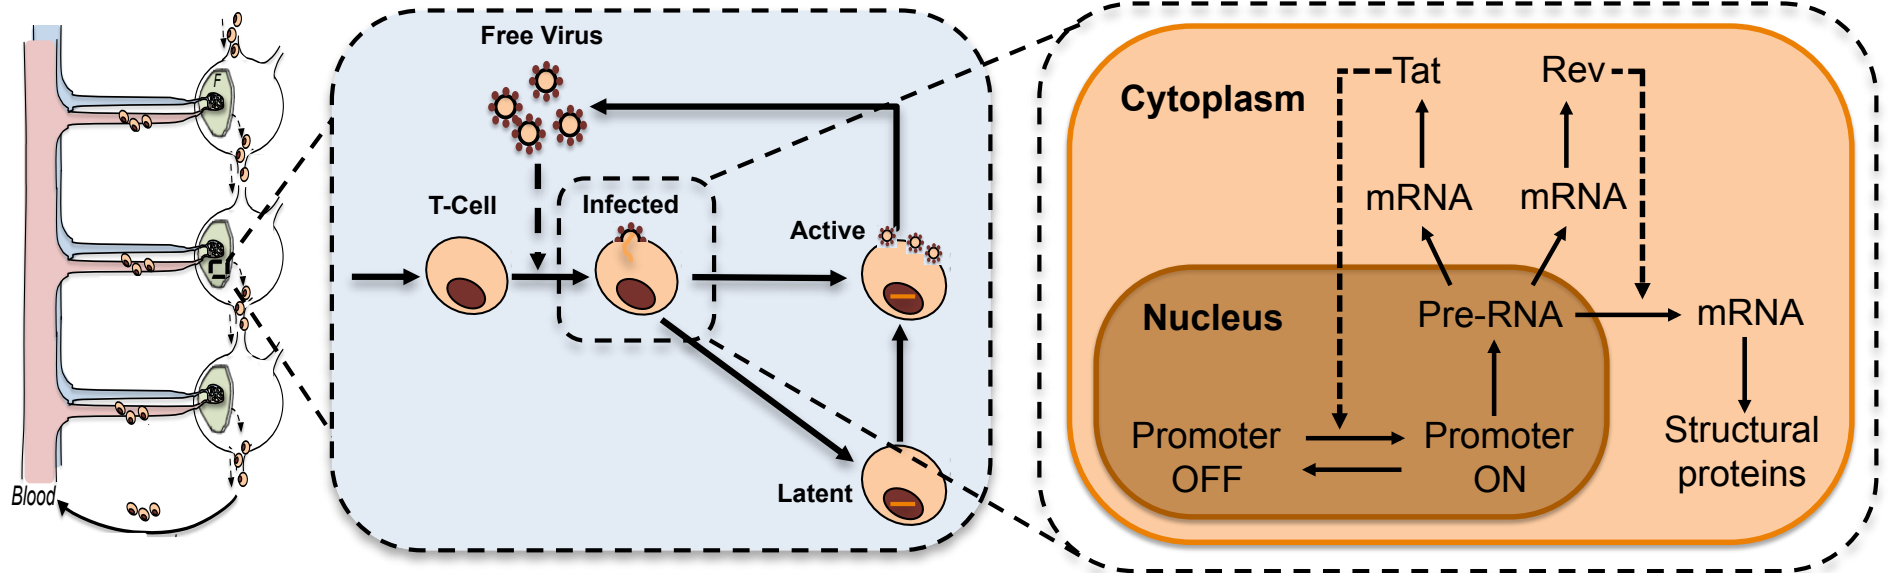 F
Blood
Free Virus
T-Cell
Infected
Active
Latent
Cytoplasm
Tat
Rev
mRNA
mRNA
Nucleus
Pre-RNA
mRNA
Promoter
OFF
Promoter
ON
Structural
proteins